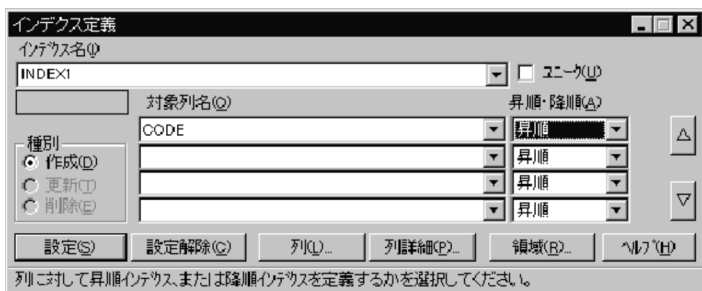 インデクス定義
インデクス名(I)
INDEX1
ユニーク(U)
対象列名(O)
昇順・降順(A)
CODE
昇順
種別
作成(D)
昇順
更新(T)
昇順
削除(E)
昇順
設定(S)
設定解除(C)
列(L)...
列詳細(P)...
領域(R)...
ヘルプ(H)
列に対して昇順インデクス、または降順インデクスを定義するかを選択してください。